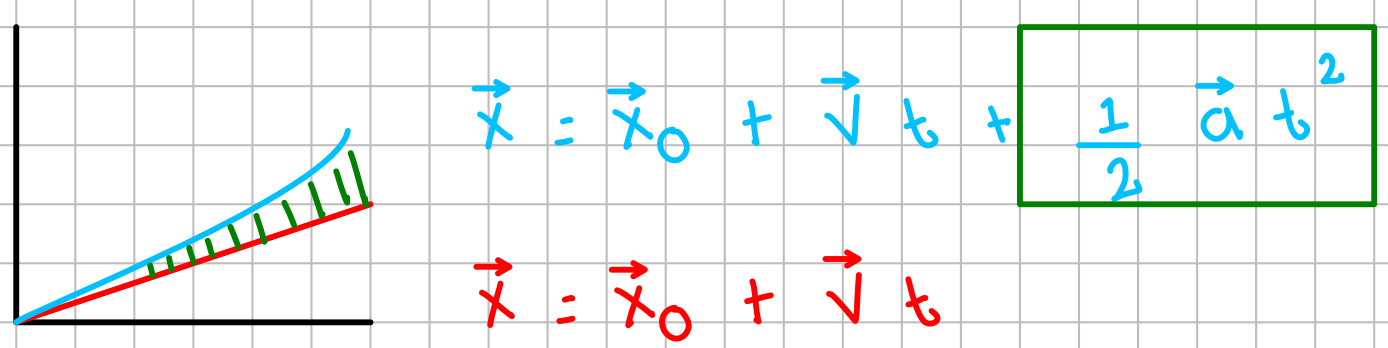 x⃗ = x⃗₀ + v⃗ t + 1/2 a⃗ t²
x⃗ = x⃗₀ + v⃗ t